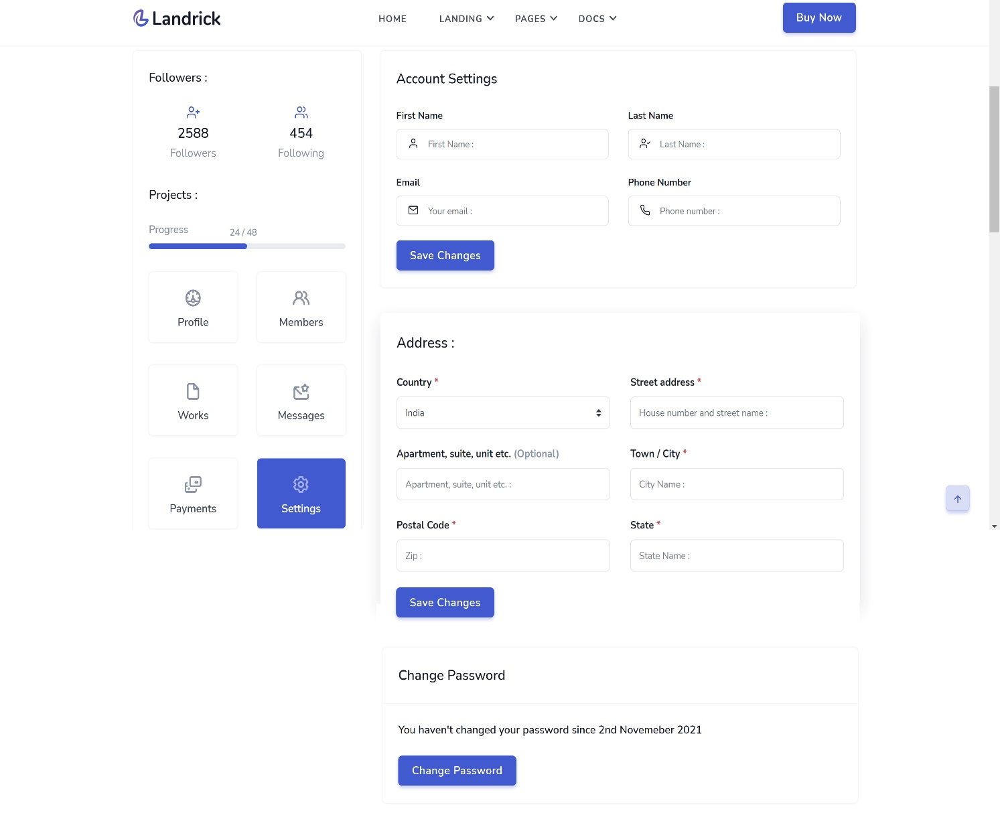 Landrick
HOME LANDING PAGES DOCS
Buy Now
Followers :
2588 454
Followers Following
Projects :
Progress 24 / 48
Profile Members
Works Messages
Payments Settings
Account Settings
First Name Last Name
First Name : Last Name :
Email Phone Number
Your email : Phone number :
Save Changes
Address :
Country * Street address *
India House number and street name :
Apartment, suite, unit etc. (Optional) Town / City *
Apartment, suite, unit etc. : City Name :
Postal Code * State *
Zip : State Name :
Save Changes
Change Password
You haven't changed your password since 2nd Novemeber 2021
Change Password